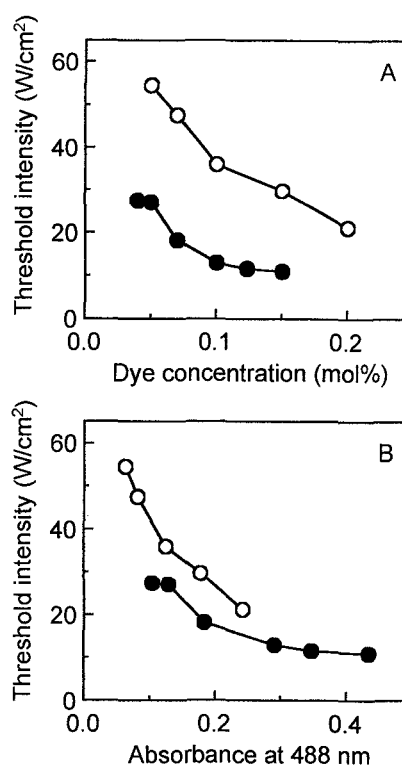 A
Threshold intensity (W/cm²)
60
40
20
0
0.0 0.1 0.2
Dye concentration (mol%)
B
Threshold intensity (W/cm²)
60
40
20
0
0.0 0.2 0.4
Absorbance at 488 nm